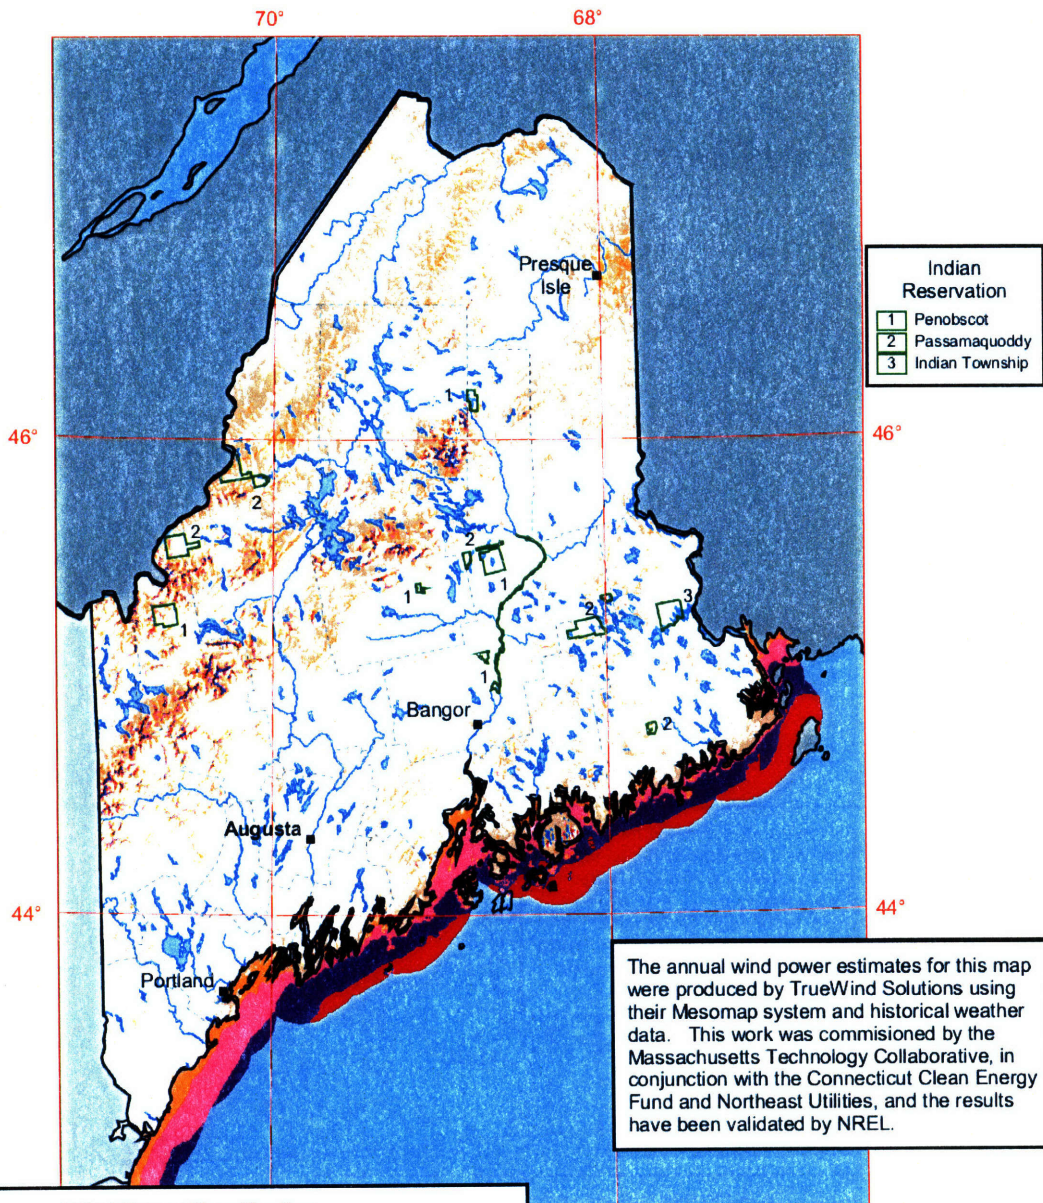 70°
68°
Presque
Isle
Indian
Reservation
1 Penobscot
2 Passamaquoddy
3 Indian Township
1
46°
46°
2
2
2
1
1
1
3
2
1
Bangor
2
Augusta
44°
44°
Portland
The annual wind power estimates for this map
were produced by TrueWind Solutions using
their Mesomap system and historical weather
data. This work was commisioned by the
Massachusetts Technology Collaborative, in
conjunction with the Connecticut Clean Energy
Fund and Northeast Utilities, and the results
have been validated by NREL.